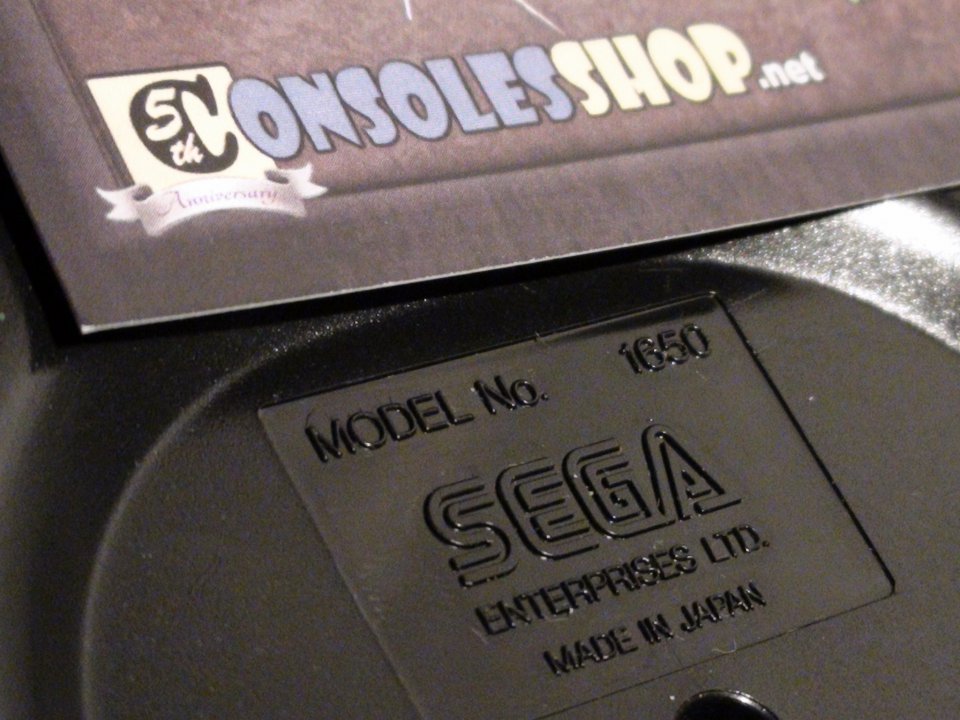 5th
CONSOLESSHOP.net
Anniversary
MODEL No. 1650
SEGA
ENTERPRISES LTD.
MADE IN JAPAN